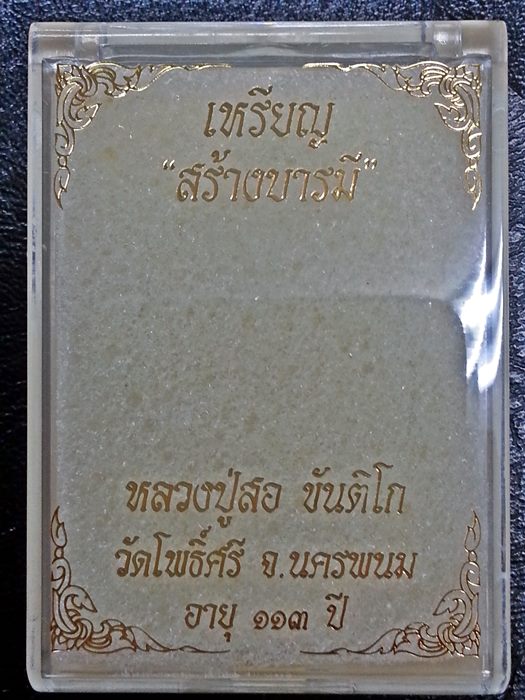 เหรียญ
"สร้างบารมี"
หลวงปู่สอ ขันติโก
วัดโพธิ์ศรี จ.นครพนม
อายุ ๑๑๓ ปี